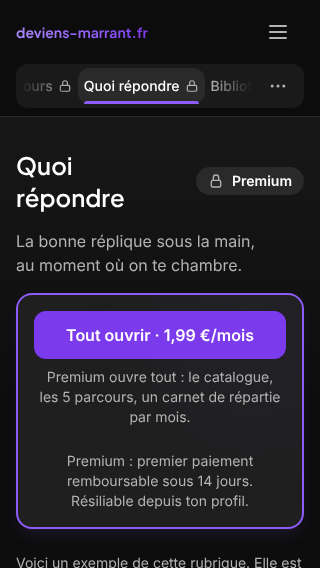 deviens-marrant.fr
ours Quoi répondre Bibliot
Quoi
répondre
Premium
La bonne réplique sous la main,
au moment où on te chambre.
Tout ouvrir · 1,99 €/mois
Premium ouvre tout : le catalogue,
les 5 parcours, un carnet de répartie
par mois.
Premium : premier paiement
remboursable sous 14 jours.
Résiliable depuis ton profil.
Voici un exemple de cette rubrique. Elle est